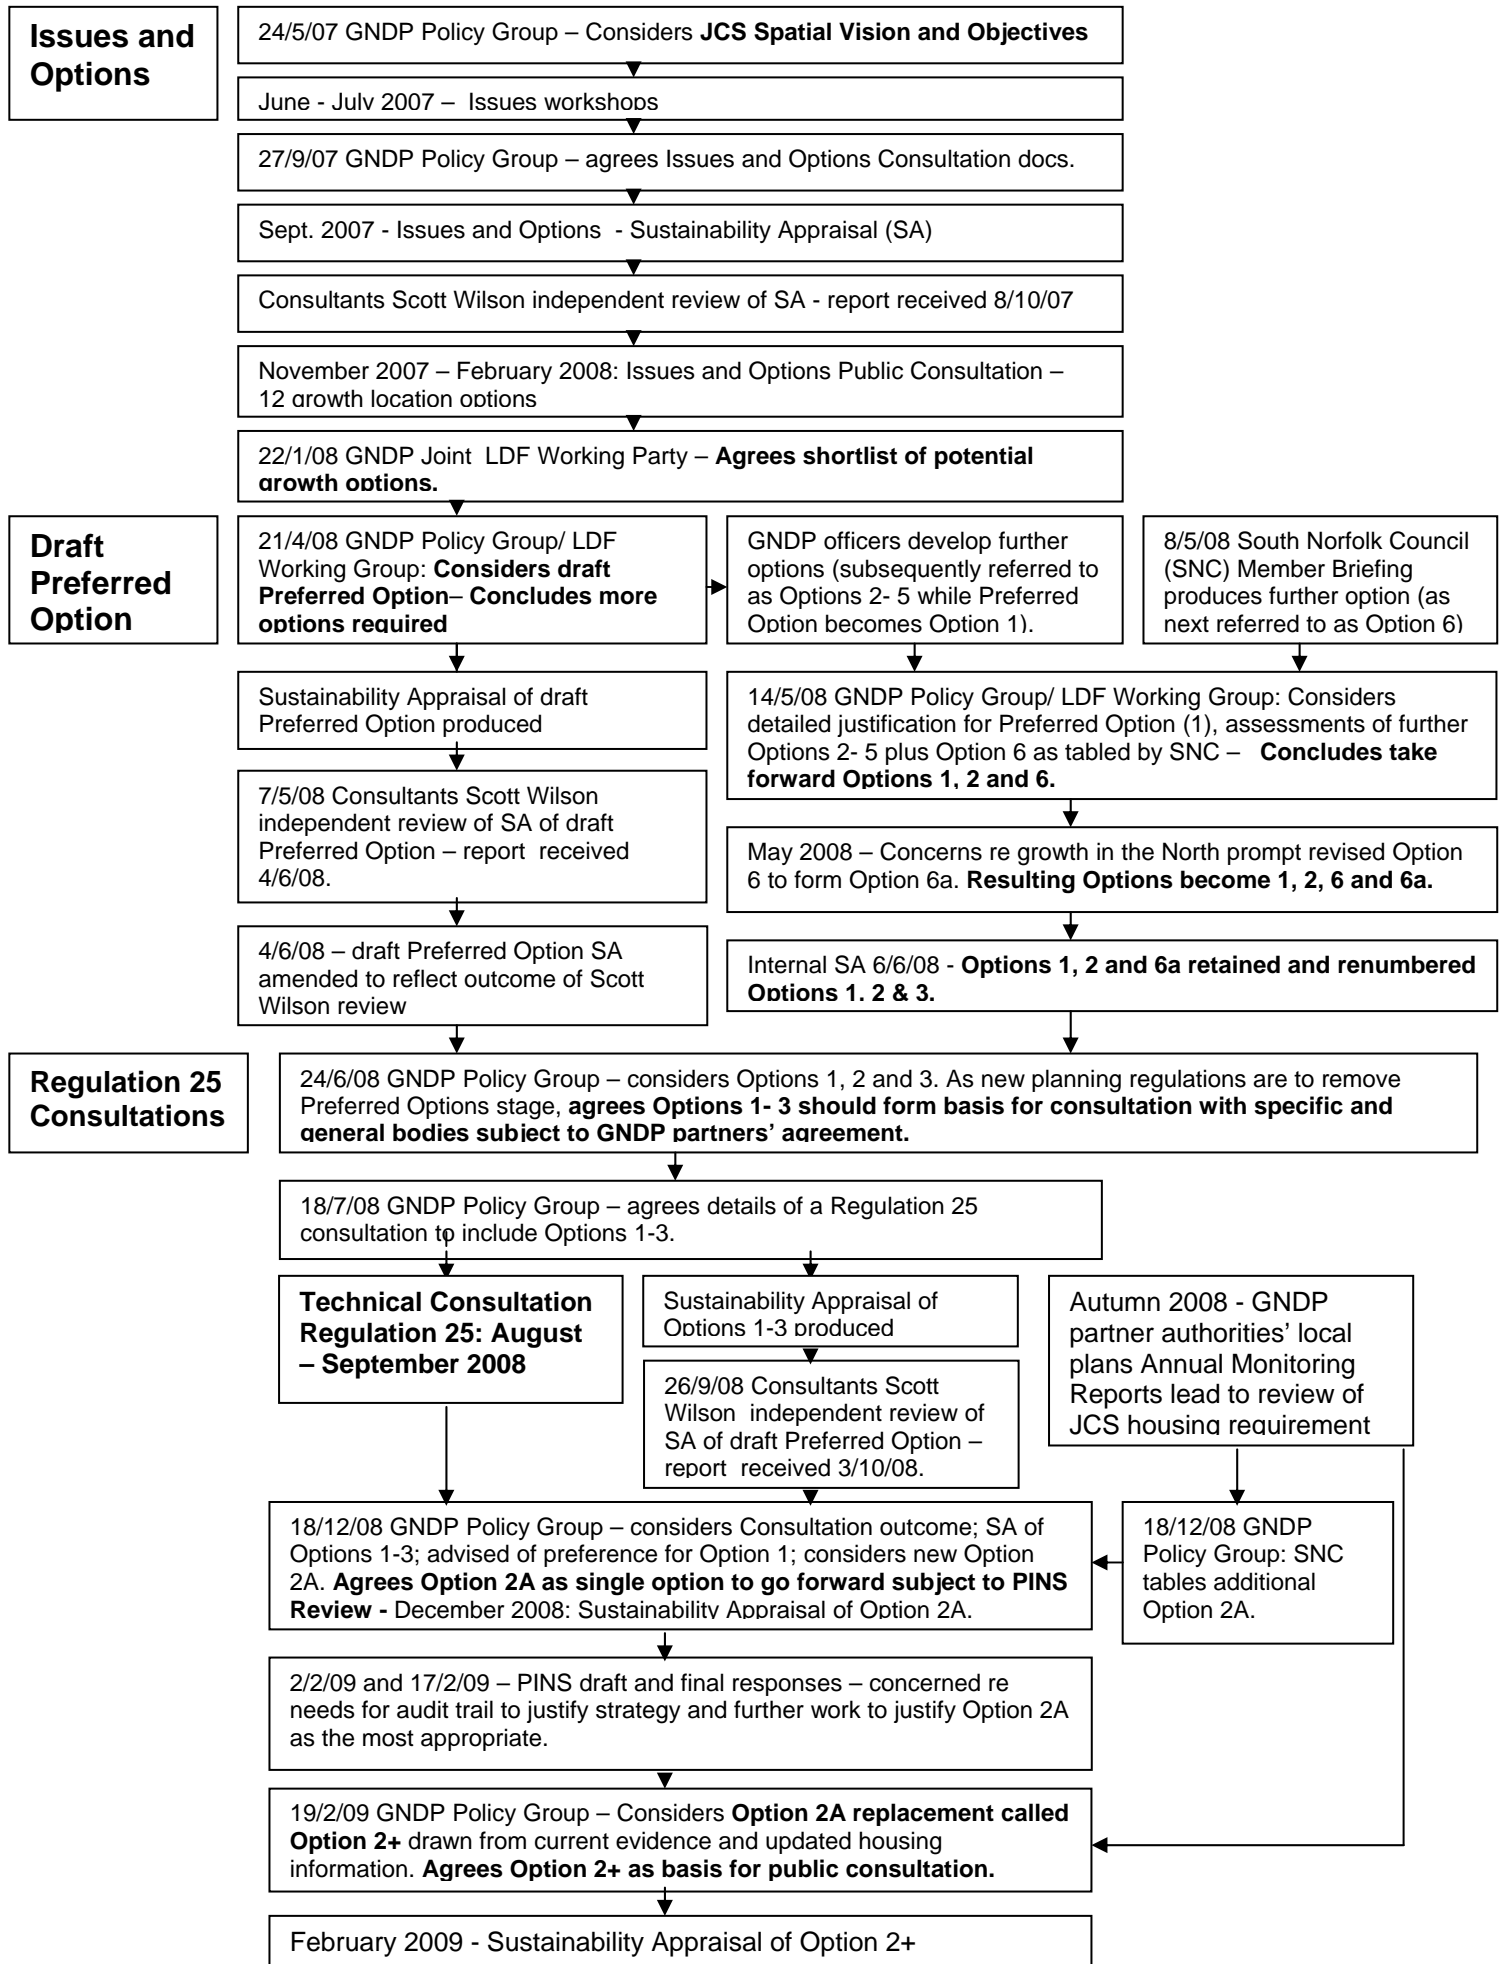 Issues and
Options
24/5/07 GNDP Policy Group – Considers JCS Spatial Vision and Objectives
June - July 2007 – Issues workshops
27/9/07 GNDP Policy Group – agrees Issues and Options Consultation docs.
Sept. 2007 - Issues and Options - Sustainability Appraisal (SA)
Consultants Scott Wilson independent review of SA - report received 8/10/07
November 2007 – February 2008: Issues and Options Public Consultation –
12 growth location options
22/1/08 GNDP Joint LDF Working Party – Agrees shortlist of potential
growth options.
Draft
Preferred
Option
21/4/08 GNDP Policy Group/ LDF
Working Group: Considers draft
Preferred Option– Concludes more
options required
GNDP officers develop further
options (subsequently referred to
as Options 2- 5 while Preferred
Option becomes Option 1).
8/5/08 South Norfolk Council
(SNC) Member Briefing
produces further option (as
next referred to as Option 6)
Sustainability Appraisal of draft
Preferred Option produced
14/5/08 GNDP Policy Group/ LDF Working Group: Considers
detailed justification for Preferred Option (1), assessments of further
Options 2- 5 plus Option 6 as tabled by SNC – Concludes take
forward Options 1, 2 and 6.
7/5/08 Consultants Scott Wilson
independent review of SA of draft
Preferred Option – report received
4/6/08.
May 2008 – Concerns re growth in the North prompt revised Option
6 to form Option 6a. Resulting Options become 1, 2, 6 and 6a.
4/6/08 – draft Preferred Option SA
amended to reflect outcome of Scott
Wilson review
Internal SA 6/6/08 - Options 1, 2 and 6a retained and renumbered
Options 1, 2 & 3.
Regulation 25
Consultations
24/6/08 GNDP Policy Group – considers Options 1, 2 and 3. As new planning regulations are to remove
Preferred Options stage, agrees Options 1- 3 should form basis for consultation with specific and
general bodies subject to GNDP partners’ agreement.
18/7/08 GNDP Policy Group – agrees details of a Regulation 25
consultation to include Options 1-3.
Technical Consultation
Regulation 25: August
– September 2008
Sustainability Appraisal of
Options 1-3 produced
Autumn 2008 - GNDP
partner authorities’ local
plans Annual Monitoring
Reports lead to review of
JCS housing requirement
26/9/08 Consultants Scott
Wilson independent review of
SA of draft Preferred Option –
report received 3/10/08.
18/12/08 GNDP Policy Group – considers Consultation outcome; SA of
Options 1-3; advised of preference for Option 1; considers new Option
2A. Agrees Option 2A as single option to go forward subject to PINS
Review - December 2008: Sustainability Appraisal of Option 2A.
18/12/08 GNDP
Policy Group: SNC
tables additional
Option 2A.
2/2/09 and 17/2/09 – PINS draft and final responses – concerned re
needs for audit trail to justify strategy and further work to justify Option 2A
as the most appropriate.
19/2/09 GNDP Policy Group – Considers Option 2A replacement called
Option 2+ drawn from current evidence and updated housing
information. Agrees Option 2+ as basis for public consultation.
February 2009 - Sustainability Appraisal of Option 2+